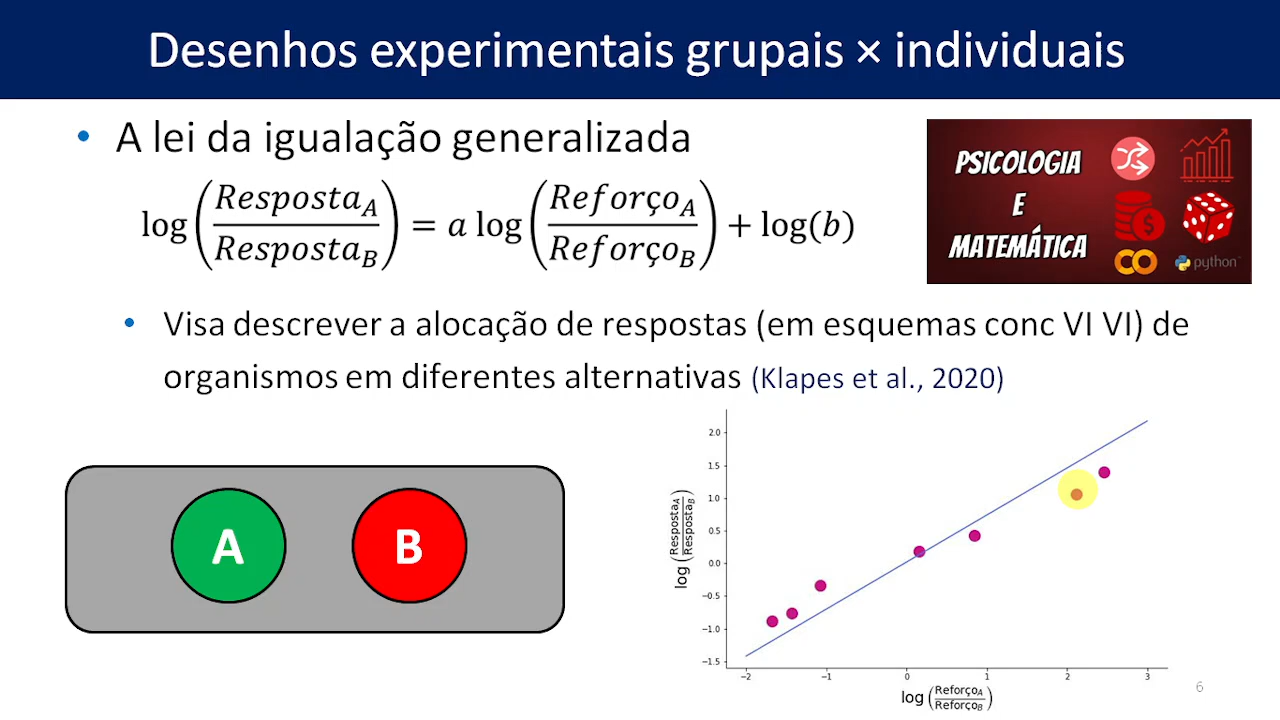 Desenhos experimentais grupais × individuais
• A lei da igualação generalizada
log(Resposta_A / Resposta_B) = a log(Reforço_A / Reforço_B) + log(b)
PSICOLOGIA
E
MATEMÁTICA
python
• Visa descrever a alocação de respostas (em esquemas conc VI VI) de
organismos em diferentes alternativas (Klapes et al., 2020)
A B
log(Resposta_A / Resposta_B)
2.0
1.5
1.0
0.5
0.0
−0.5
−1.0
−1.5
−2 −1 0 1 2 3
log(Reforço_A / Reforço_B)
6